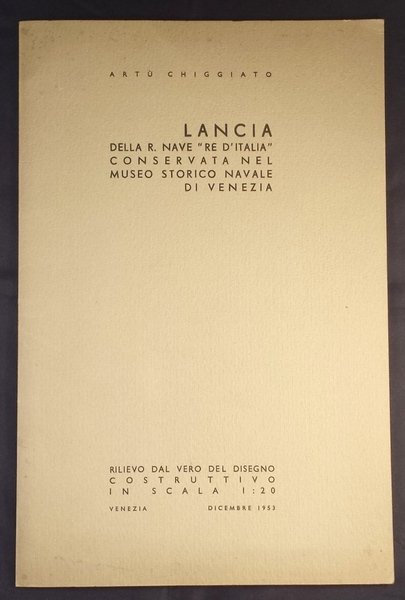 ARTÙ CHIGGIATO
LANCIA
DELLA R. NAVE "RE D'ITALIA"
CONSERVATA NEL
MUSEO STORICO NAVALE
DI VENEZIA
RILIEVO DAL VERO DEL DISEGNO
COSTRUTTIVO
IN SCALA 1:20
VENEZIA DICEMBRE 1953